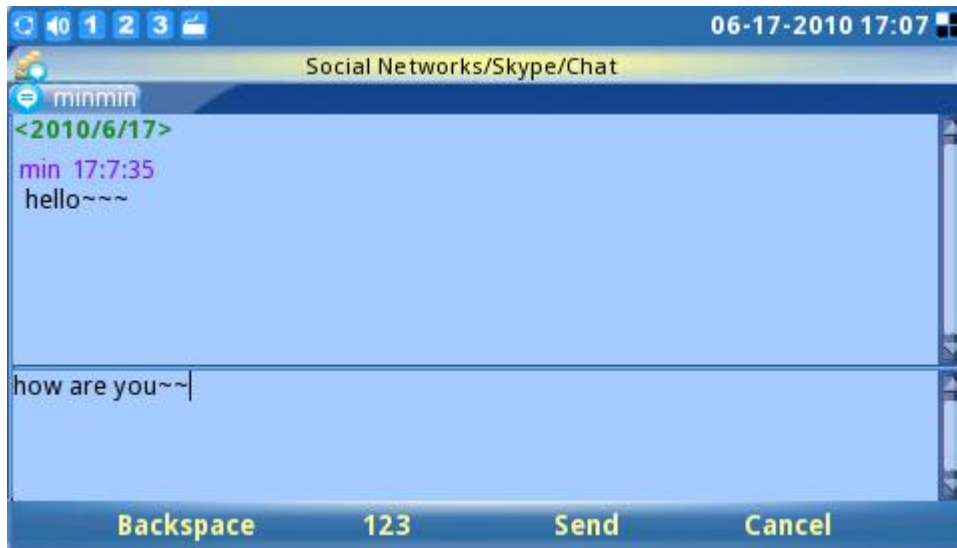 1 2 3 06-17-2010 17:07
Social Networks/Skype/Chat
minmin
<2010/6/17>
min 17:7:35
hello~~~
how are you~~
Backspace 123 Send Cancel